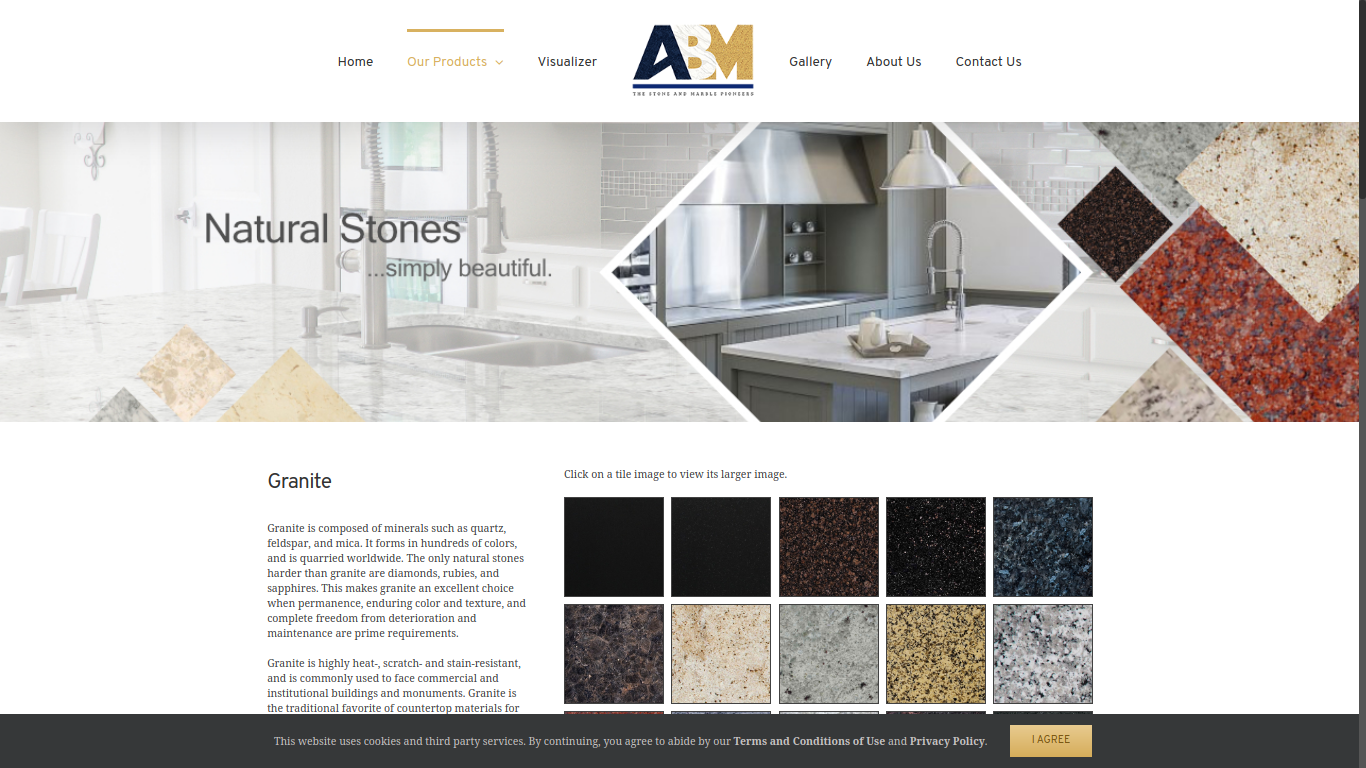 Home
Our Products
Visualizer
ABM
THE STONE AND MARBLE PIONEERS
Gallery
About Us
Contact Us
Natural Stones
...simply beautiful.
Granite
Granite is composed of minerals such as quartz,
feldspar, and mica. It forms in hundreds of colors,
and is quarried worldwide. The only natural stones
harder than granite are diamonds, rubies, and
sapphires. This makes granite an excellent choice
when permanence, enduring color and texture, and
complete freedom from deterioration and
maintenance are prime requirements.
Granite is highly heat-, scratch- and stain-resistant,
and is commonly used to face commercial and
institutional buildings and monuments. Granite is
the traditional favorite of countertop materials for
Click on a tile image to view its larger image.
This website uses cookies and third party services. By continuing, you agree to abide by our Terms and Conditions of Use and Privacy Policy.
I AGREE